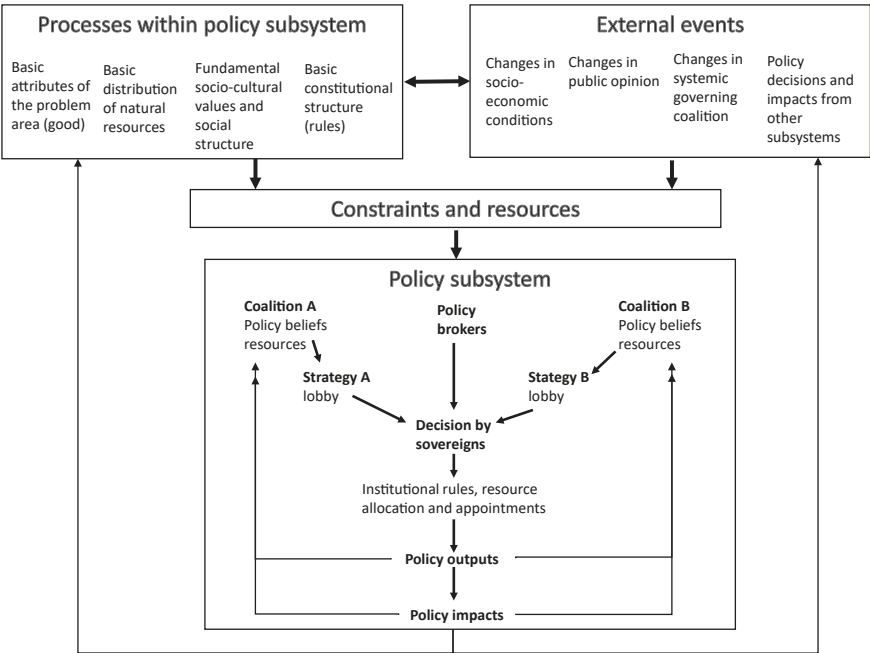 Processes within policy subsystem
Basic
attributes of
the problem
area (good)
Basic
distribution
of natural
resources
Fundamental
socio-cultural
values and
social
structure
Basic
constitutional
structure
(rules)
External events
Changes in
socio-
economic
conditions
Changes in
public opinion
Changes in
systemic
governing
coalition
Policy
decisions and
impacts from
other
subsystems
Constraints and resources
Policy subsystem
Coalition A
Policy beliefs
resources
Policy
brokers
Coalition B
Policy beliefs
resources
Strategy A
lobby
Stategy B
lobby
Decision by
sovereigns
Institutional rules, resource
allocation and appointments
Policy outputs
Policy impacts